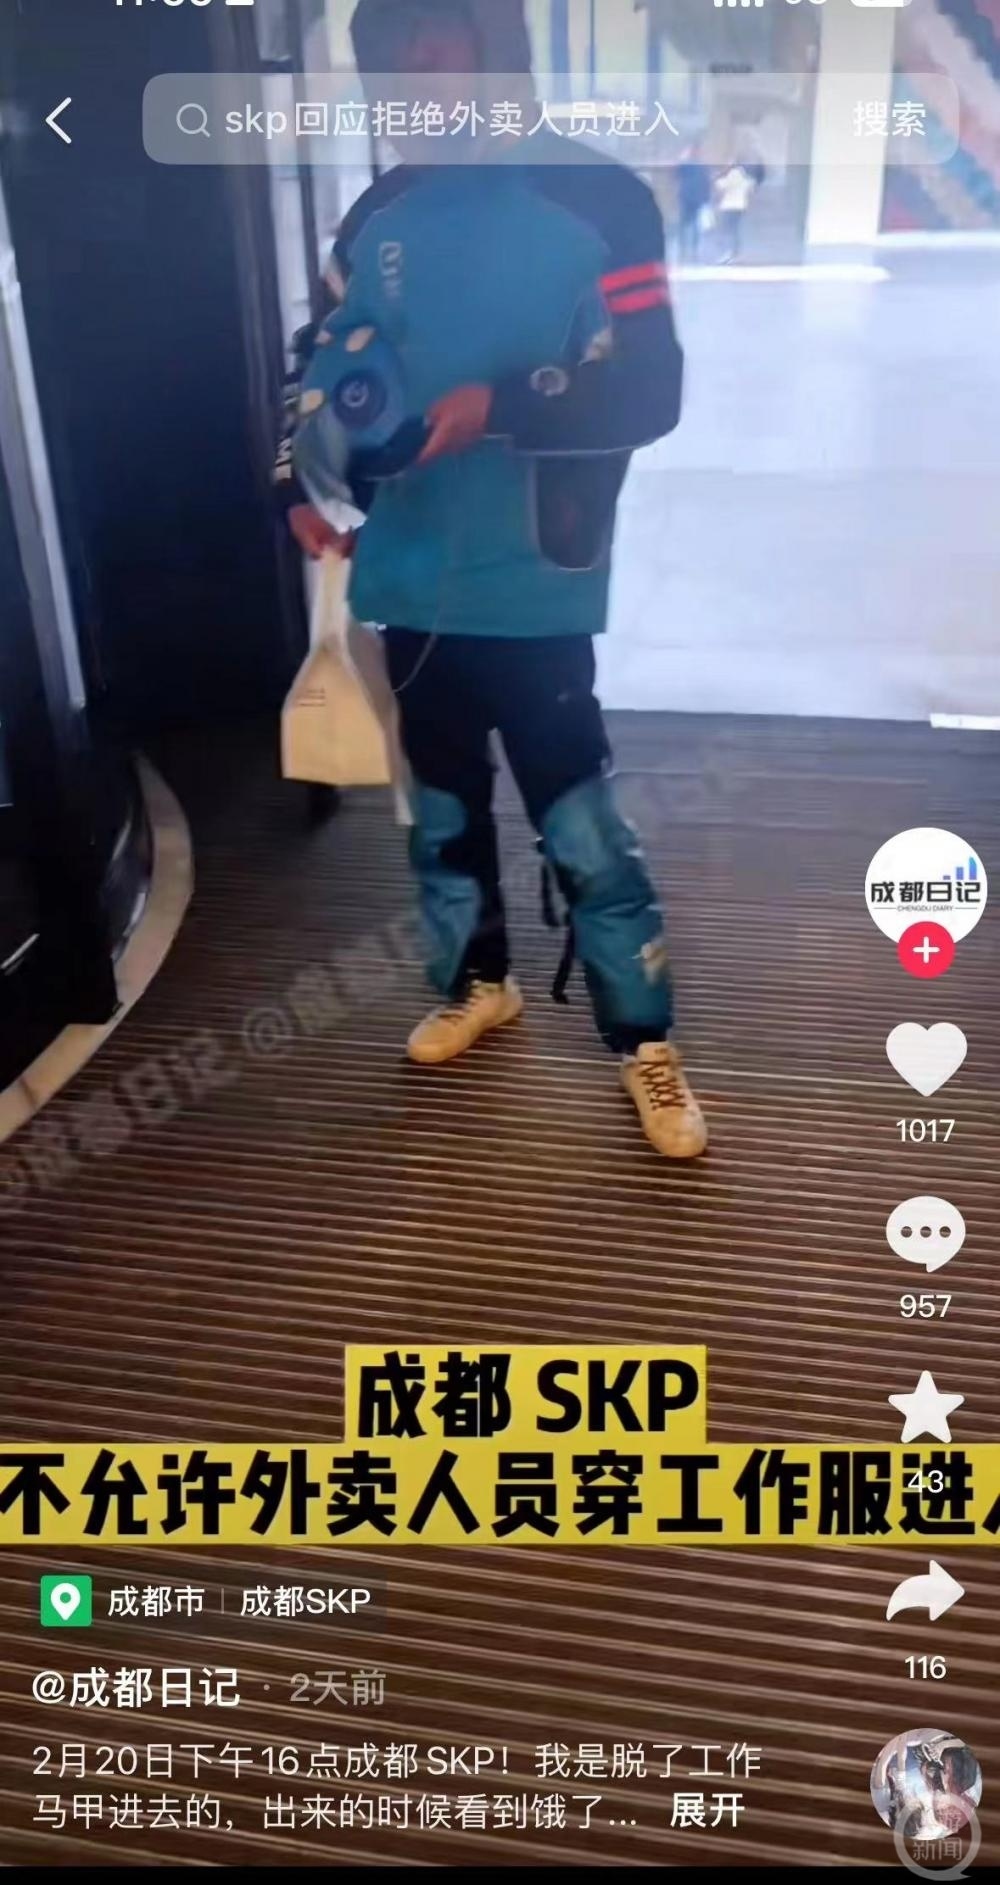 skp回应拒绝外卖人员进入
搜索
成都日记
CHENGDU DIARY
1017
957
成都 SKP
不允许外卖人员穿工作服进入
43
成都市 | 成都SKP
116
@成都日记 · 2天前
2月20日下午16点成都SKP！我是脱了工作
马甲进去的，出来的时候看到饿了... 展开
新闻
@成都日记